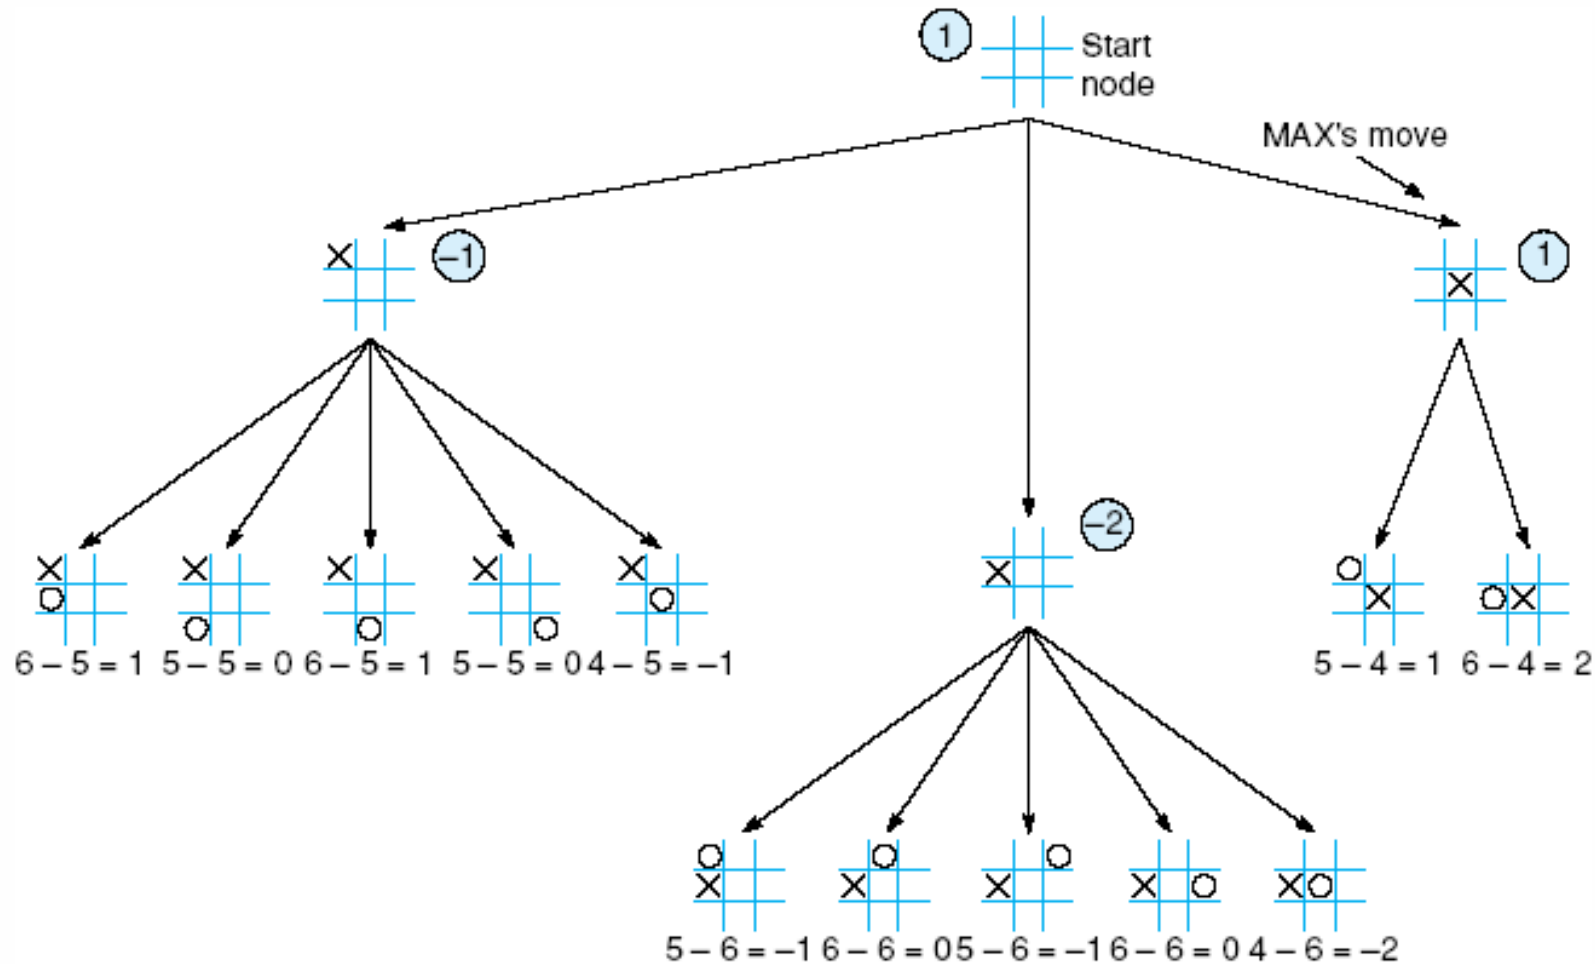 1
Start
node
MAX's move
X
−1
X
1
X
O
X
O
X
O
X
O
X
O
6 – 5 = 1
5 – 5 = 0
6 – 5 = 1
5 – 5 = 0
4 – 5 = –1
X
−2
O
X
O
X
5 – 4 = 1
6 – 4 = 2
O
X
O
X
O
X
X
O
X
O
5 – 6 = –1
6 – 6 = 0
5 – 6 = –1
6 – 6 = 0
4 – 6 = –2